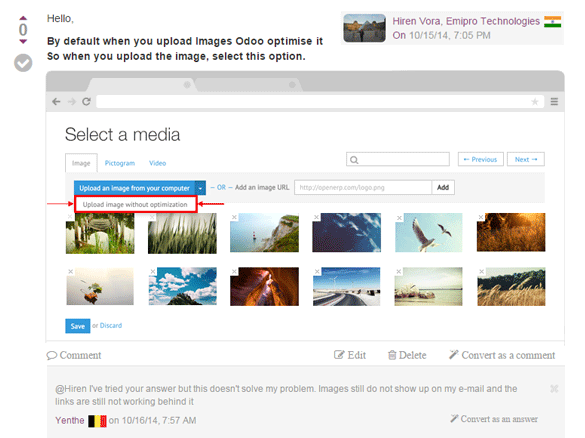 Hello,
By default when you upload Images Odoo optimise it
So when you upload the image, select this option.
0
Hiren Vora, Emipro Technologies
On 10/15/14, 7:05 PM
Select a media
Image Pictogram Video
← Previous Next →
Upload an image from your computer – OR – Add an image URL http://openerp.com/logo.png Add
Upload image without optimization
Save or Discard
Comment Edit Delete Convert as a comment
@Hiren I've tried your answer but this doesn't solve my problem. Images still do not show up on my e-mail and the
links are still not working behind it
Yenthe on 10/16/14, 7:57 AM Convert as an answer